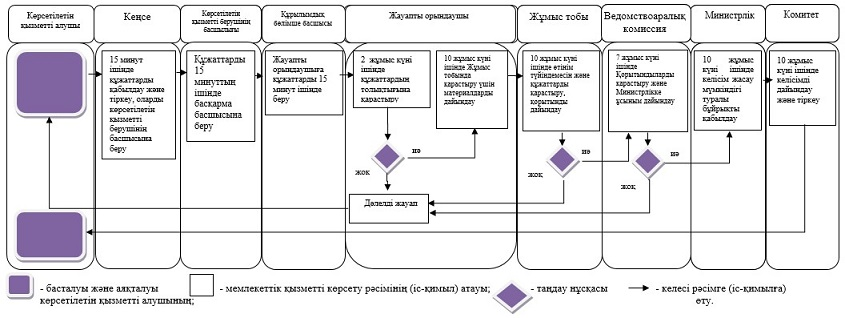 Көрсетілетін
қызметті алушы
Кеңсе
Көрсетілетін
қызметті берушінің
басшылығы
Құрылымдық
бөлімше басшысы
Жауапты орындаушы
Жұмыс тобы
Ведомствоаралық
комиссия
Министрлік
Комитет
15 минут
ішінде
құжаттарды
қабылдау және
тіркеу, оларды
көрсетілетін
қызметті
берушінің
басшысына
беру
Құжаттарды
15
минуттың
ішінде
басқарма
басшысына
беру
Жауапты
орындаушыға
құжаттарды 15
минут ішінде
беру
2 жұмыс күні
ішінде
құжаттардың
толықтығына
қарастыру
10 жұмыс күні
ішінде Жұмыс
тобында
қарастыру үшін
материалдарды
дайындау
10 жұмыс күні
ішінде өтінім
түйіндемесін және
құжаттарды
қарастыру,
қорытынды
дайындау
7 жұмыс күні
ішінде
Қорытындыларды
қарастыру және
Министрлікке
ұсыным дайындау
10 жұмыс
күні ішінде
келісім жасау
мүмкіндігі
туралы
бұйрықты
қабылдау
10 жұмыс
күні ішінде
келісімді
дайындау
және тіркеу
иә
жоқ
иә
жоқ
иә
жоқ
Дәлелді жауап
- басталуы және аяқталуы
көрсетілетін қызметті алушының;
- мемлекеттік қызметті көрсету рәсімінің (іс-қимыл) атауы;
- таңдау нұсқасы
- келесі рәсімге (іс-қимылға)
өту.